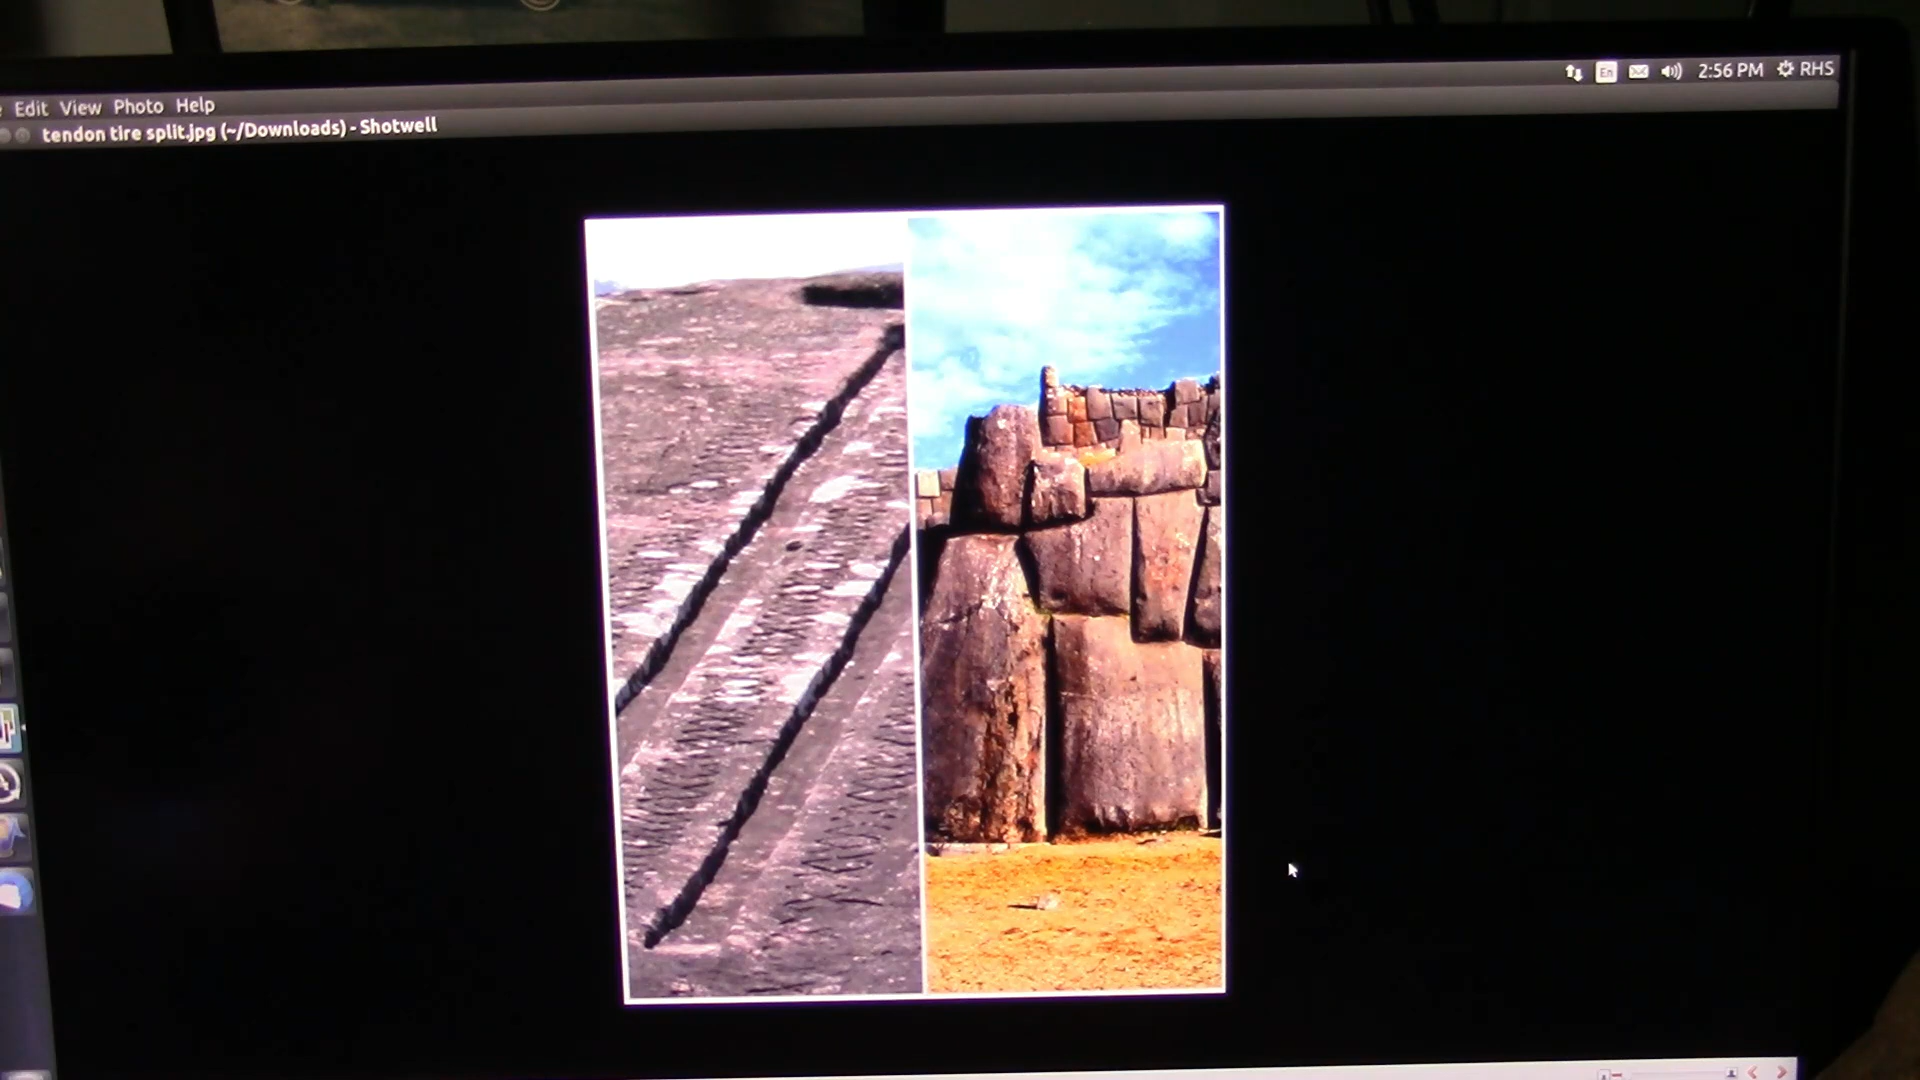 En 2:56 PM RHS
Edit View Photo Help
tendon tire split.jpg (~/Downloads) - Shotwell